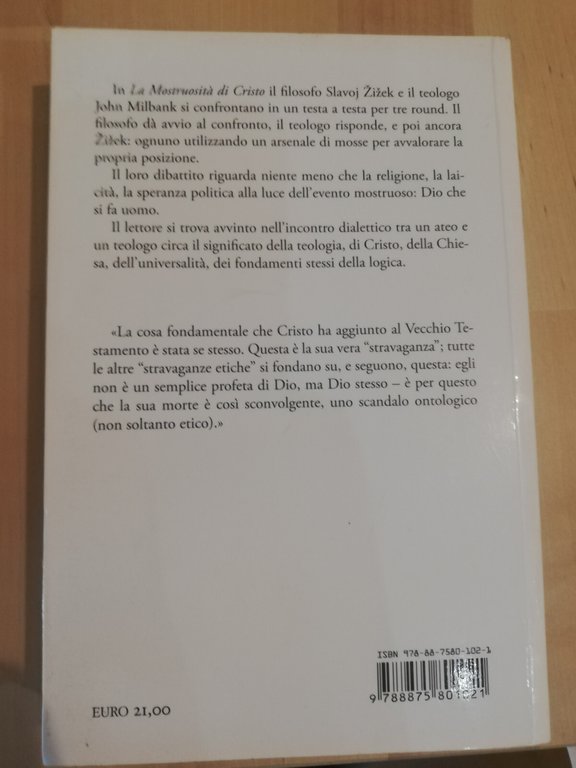 In La Mostruosità di Cristo il filosofo Slavoj Žižek e il teologo
John Milbank si confrontano in un testa a testa per tre round. Il
filosofo dà avvio al confronto, il teologo risponde, e poi ancora
Žižek: ognuno utilizzando un arsenale di mosse per avvalorare la
propria posizione.
Il loro dibattito riguarda niente meno che la religione, la lai-
cità, la speranza politica alla luce dell'evento mostruoso: Dio che
si fa uomo.
Il lettore si trova avvinto nell'incontro dialettico tra un ateo e
un teologo circa il significato della teologia, di Cristo, della Chie-
sa, dell'universalità, dei fondamenti stessi della logica.
«La cosa fondamentale che Cristo ha aggiunto al Vecchio Te-
stamento è stata se stesso. Questa è la sua vera “stravaganza”; tutte
le altre “stravaganze etiche” si fondano su, e seguono, questa: egli
non è un semplice profeta di Dio, ma Dio stesso – è per questo
che la sua morte è così sconvolgente, uno scandalo ontologico
(non soltanto etico).»
ISBN 978-88-7580-102-1
9 788875 801021
EURO 21,00